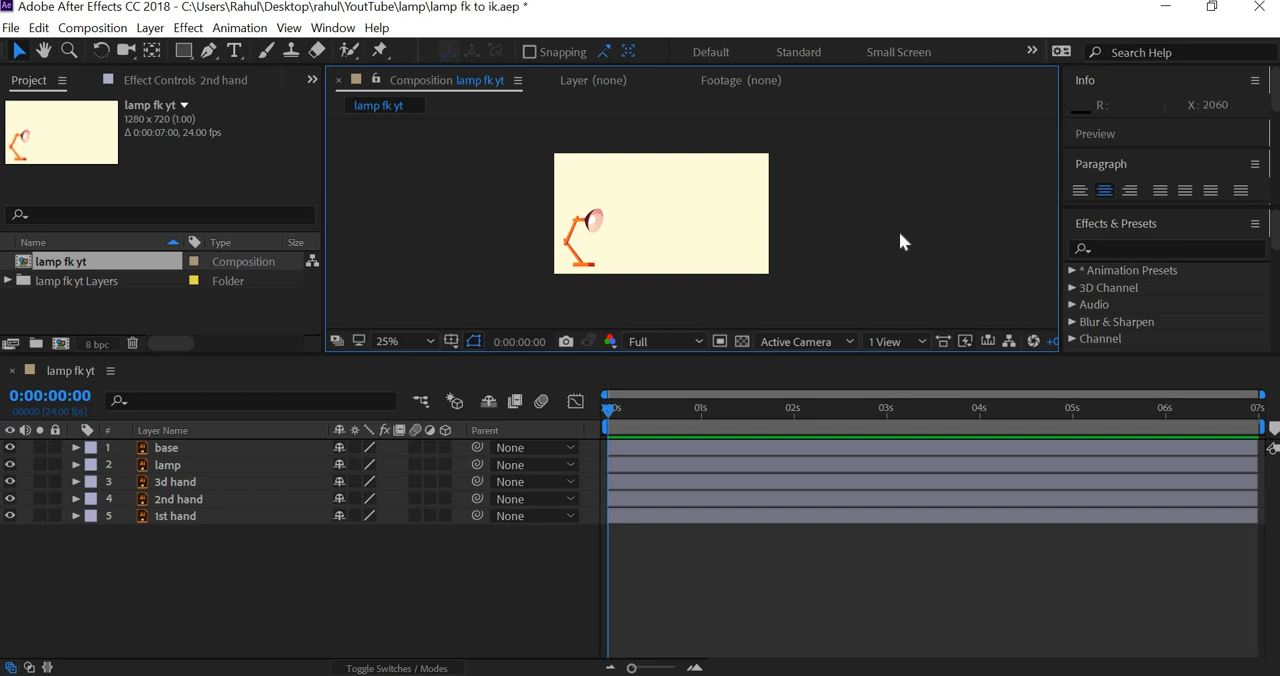 Adobe After Effects CC 2018 - C:\Users\Rahul\Desktop\rahul\YouTube\lamp\lamp fk to ik.aep *
File Edit Composition Layer Effect Animation View Window Help
Snapping Default Standard Small Screen Search Help
Project Effect Controls 2nd hand
Composition lamp fk yt Layer (none) Footage (none)
Info
lamp fk yt
1280 x 720 (1.00)
Δ 0:00:07:00, 24.00 fps
lamp fk yt
R: X: 2060
Preview
Paragraph
Effects & Presets
Name Type Size
lamp fk yt Composition
lamp fk yt Layers Folder
* Animation Presets
3D Channel
Audio
Blur & Sharpen
Channel
8 bpc
25% 0:00:00:00 Full Active Camera 1 View +0
lamp fk yt
0:00:00:00
00000 (24.00 fps)
01s 02s 03s 04s 05s 06s 07s
# Layer Name Parent
1 base None
2 lamp None
3 3d hand None
4 2nd hand None
5 1st hand None
Toggle Switches / Modes